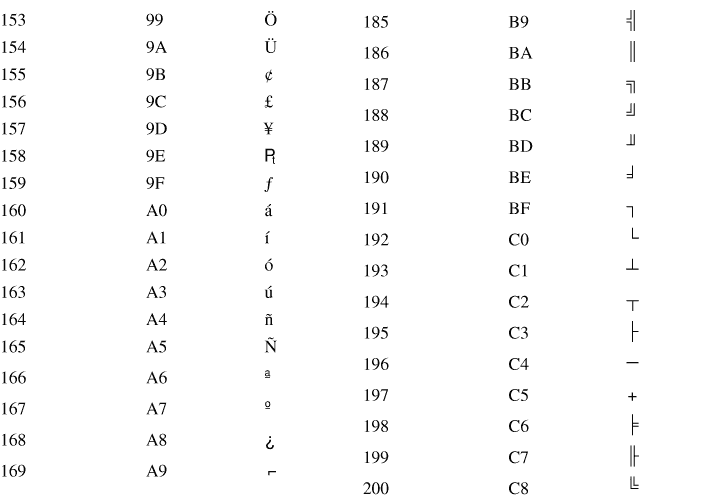 153 99 Ö
154 9A Ü
155 9B ¢
156 9C £
157 9D ¥
158 9E ₧
159 9F ƒ
160 A0 á
161 A1 í
162 A2 ó
163 A3 ú
164 A4 ñ
165 A5 Ñ
166 A6 ª
167 A7 º
168 A8 ¿
169 A9 ⌐
185 B9 ╣
186 BA ║
187 BB ╗
188 BC ╝
189 BD ╜
190 BE ╛
191 BF ┐
192 C0 └
193 C1 ┴
194 C2 ┬
195 C3 ├
196 C4 ─
197 C5 +
198 C6 ╞
199 C7 ╟
200 C8 ╚